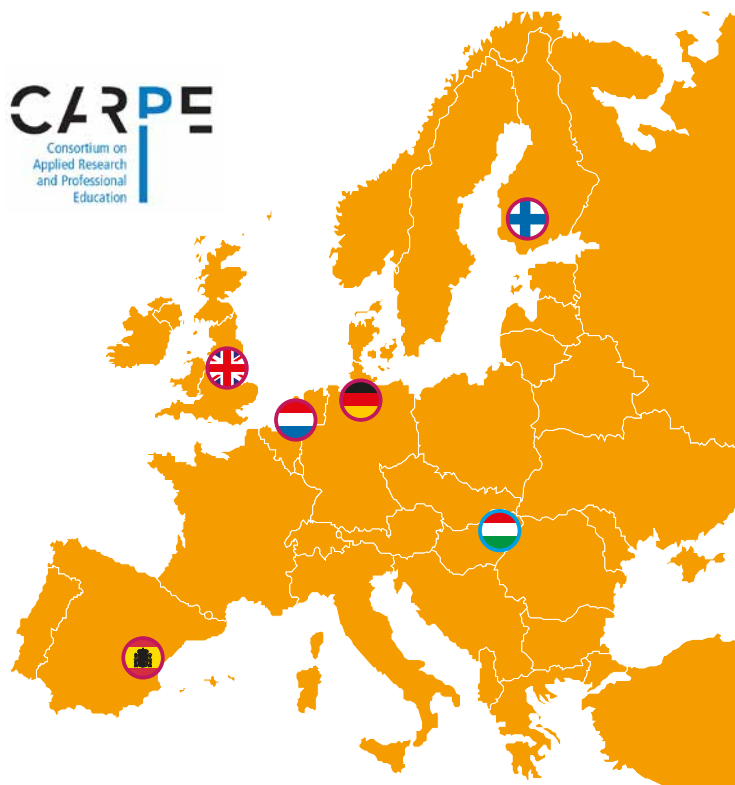 CARPE
Consortium on
Applied Research
and Professional
Education